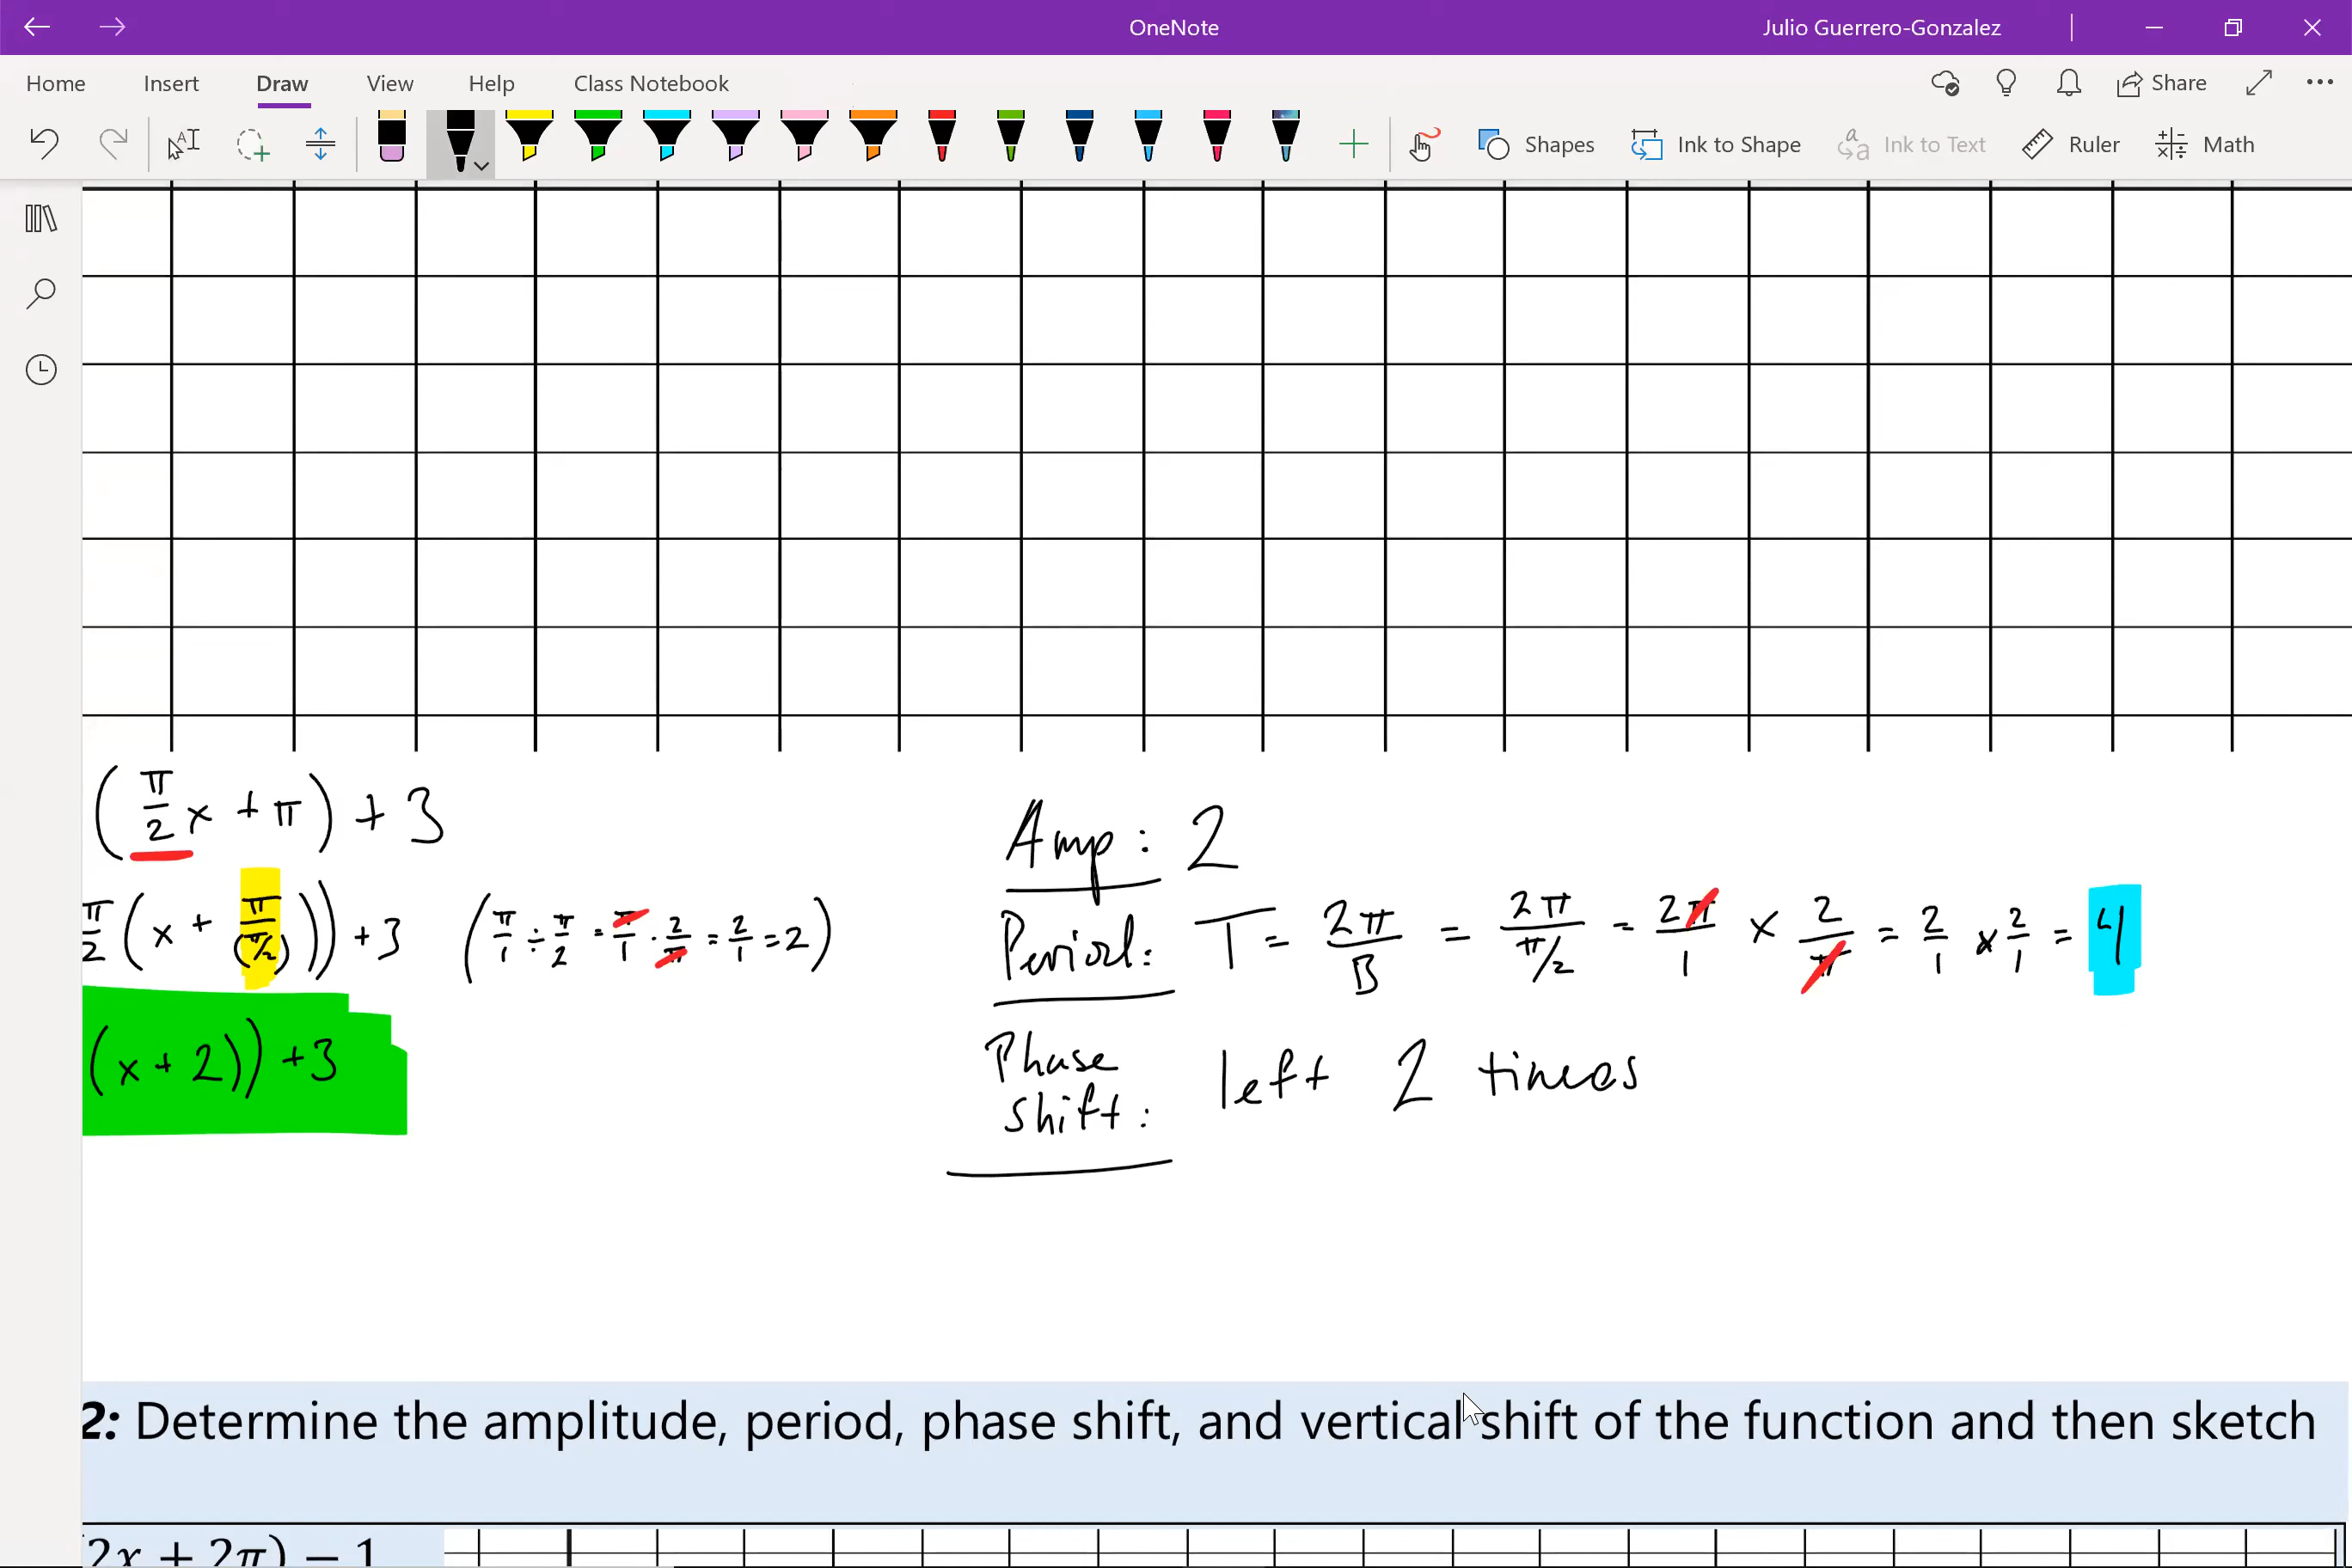 OneNote
Julio Guerrero-Gonzalez
Home Insert Draw View Help Class Notebook Share
Shapes Ink to Shape Ink to Text Ruler Math
(π/2 x + π) + 3
π/2 (x + π/(π/2))) + 3 (π/1 ÷ π/2 = π/1 · 2/π = 2/1 = 2)
(x + 2)) + 3
Amp: 2
Period: T = 2π/B = 2π/π/2 = 2π/1 × 2/π = 2/1 × 2/1 = 4
Phase
shift: left 2 times
2: Determine the amplitude, period, phase shift, and vertical shift of the function and then sketch
2x + 2π) − 1